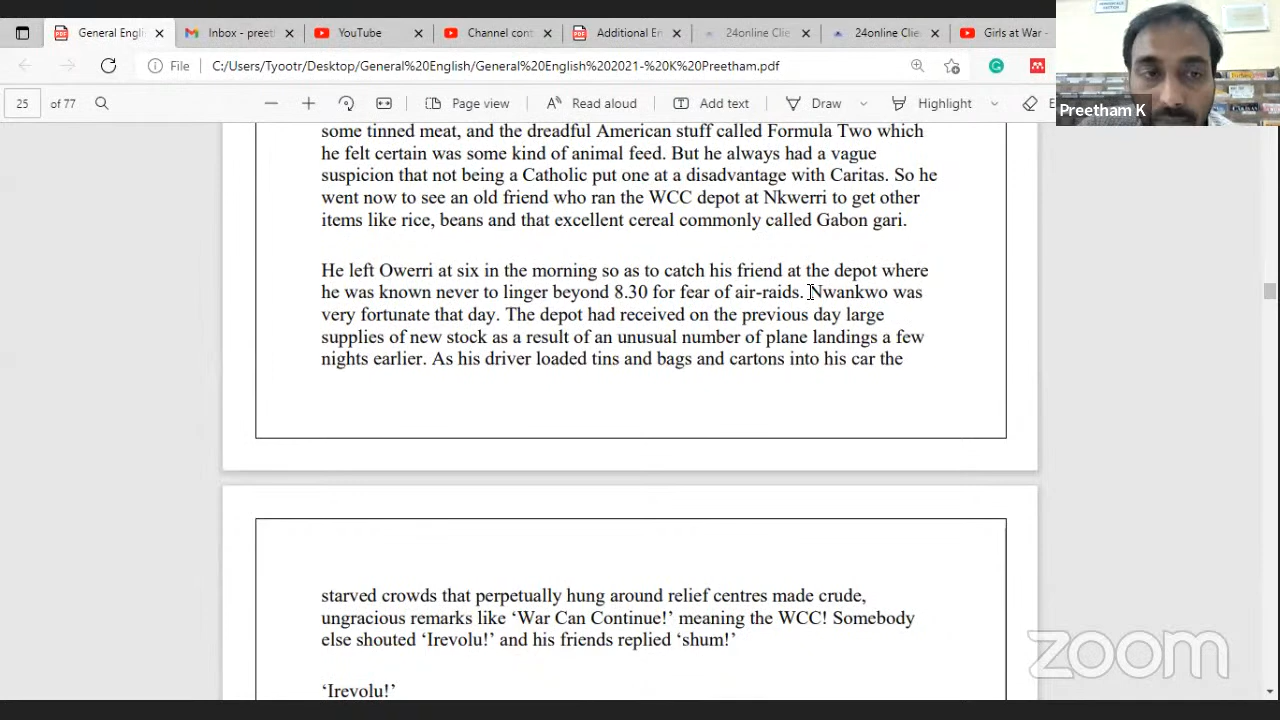 General Engli
Inbox - preet
YouTube
Channel cont
Additional En
24online Clie
24online Clie
Girls at War -
File C:/Users/Tyootr/Desktop/General%20English/General%20English%202021-%20K%20Preetham.pdf
25 of 77 Page view Read aloud Add text Draw Highlight
Preetham K
some tinned meat, and the dreadful American stuff called Formula Two which
he felt certain was some kind of animal feed. But he always had a vague
suspicion that not being a Catholic put one at a disadvantage with Caritas. So he
went now to see an old friend who ran the WCC depot at Nkwerri to get other
items like rice, beans and that excellent cereal commonly called Gabon gari.
He left Owerri at six in the morning so as to catch his friend at the depot where
he was known never to linger beyond 8.30 for fear of air-raids. Nwankwo was
very fortunate that day. The depot had received on the previous day large
supplies of new stock as a result of an unusual number of plane landings a few
nights earlier. As his driver loaded tins and bags and cartons into his car the
starved crowds that perpetually hung around relief centres made crude,
ungracious remarks like ‘War Can Continue!’ meaning the WCC! Somebody
else shouted ‘Irevolu!’ and his friends replied ‘shum!’
‘Irevolu!’
zoom